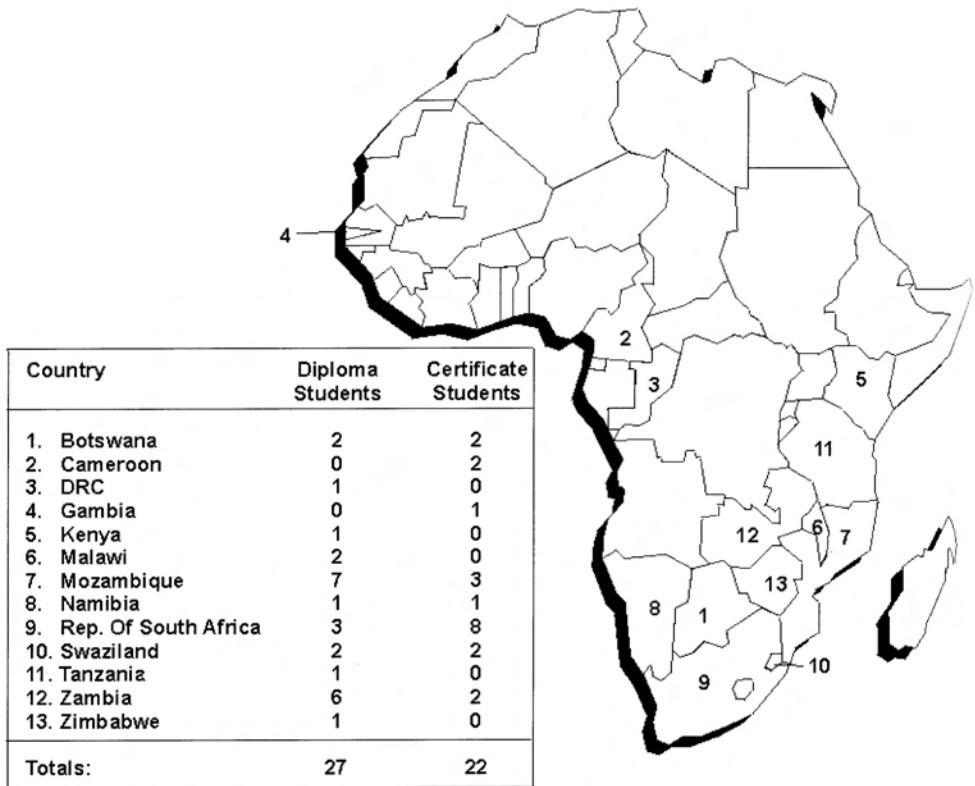 4
2
3
5
11
6
7
12
13
8
1
10
9
Country Diploma Students Certificate Students
1. Botswana 2 2
2. Cameroon 0 2
3. DRC 1 0
4. Gambia 0 1
5. Kenya 1 0
6. Malawi 2 0
7. Mozambique 7 3
8. Namibia 1 1
9. Rep. Of South Africa 3 8
10. Swaziland 2 2
11. Tanzania 1 0
12. Zambia 6 2
13. Zimbabwe 1 0
Totals: 27 22